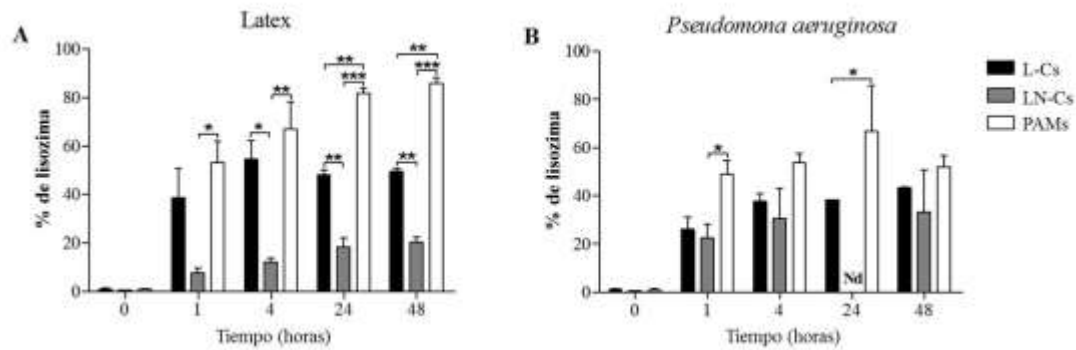 A
Latex
% de lisozima
100
80
60
40
20
0
** **
** ***
** ***
* * ** **
0 1 4 24 48
Tiempo (horas)
B
Pseudomona aeruginosa
% de lisozima
100
80
60
40
20
0
*
*
Nd
0 1 4 24 48
Tiempo (horas)
L-Cs
LN-Cs
PAMs